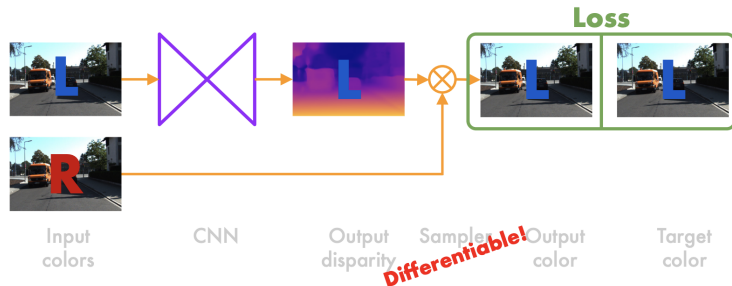 Loss
L
L
L
L
R
Input
colors
CNN
Output
disparity
Sampler
Differentiable!
Output
color
Target
color